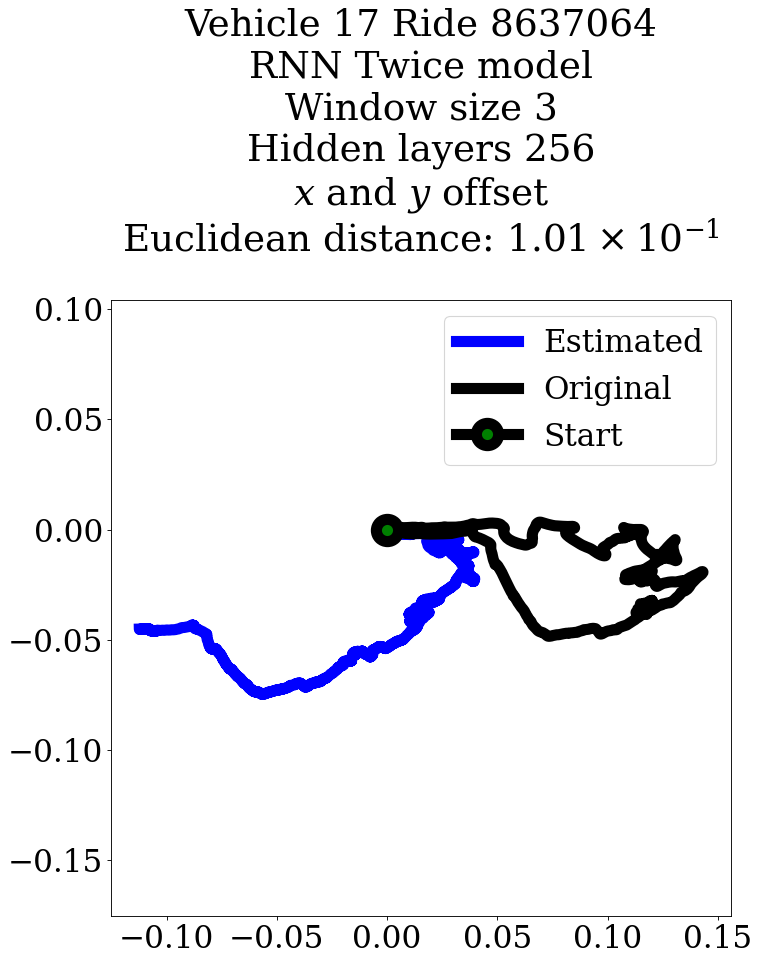 Vehicle 17 Ride 8637064
RNN Twice model
Window size 3
Hidden layers 256
x and y offset
Euclidean distance: 1.01 × 10⁻¹
Estimated
Original
Start
0.10
0.05
0.00
−0.05
−0.10
−0.15
−0.10 −0.05 0.00 0.05 0.10 0.15